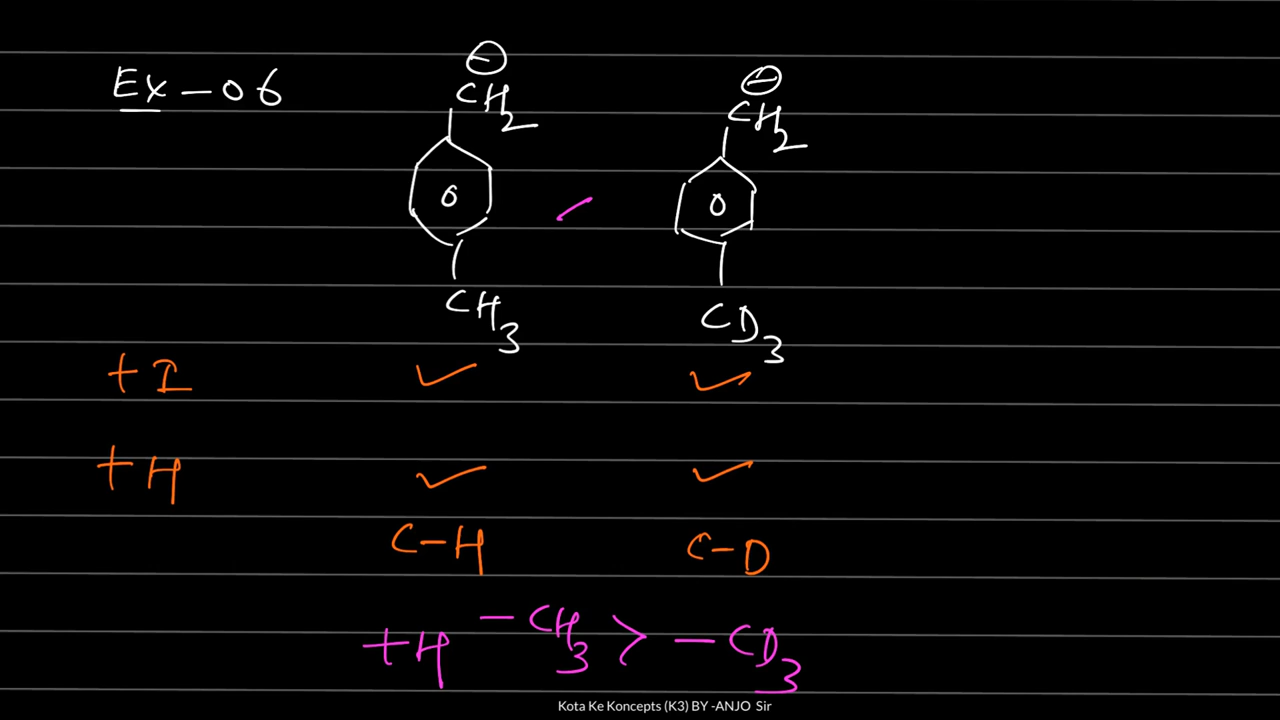 Ex - 06
⊖ ⊖
CH2 CH2
CH3 CD3
+I ✓ ✓
+H ✓ ✓
C-H C-D
+H -CH3 > -CD3
Kota Ke Koncepts (K3) BY -ANJO Sir